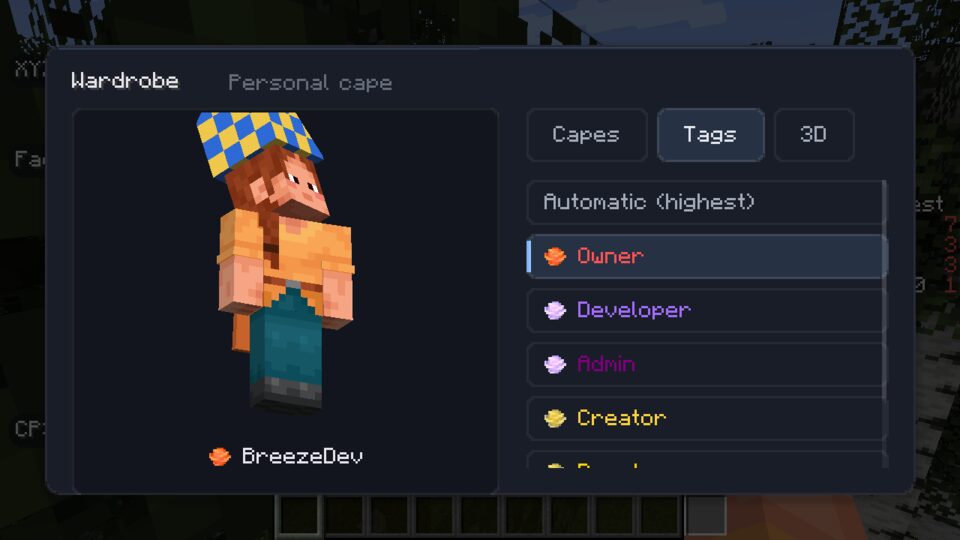 Wardrobe
Personal cape
Capes
Tags
3D
Automatic (highest)
Owner
Developer
Admin
Creator
BreezeDev